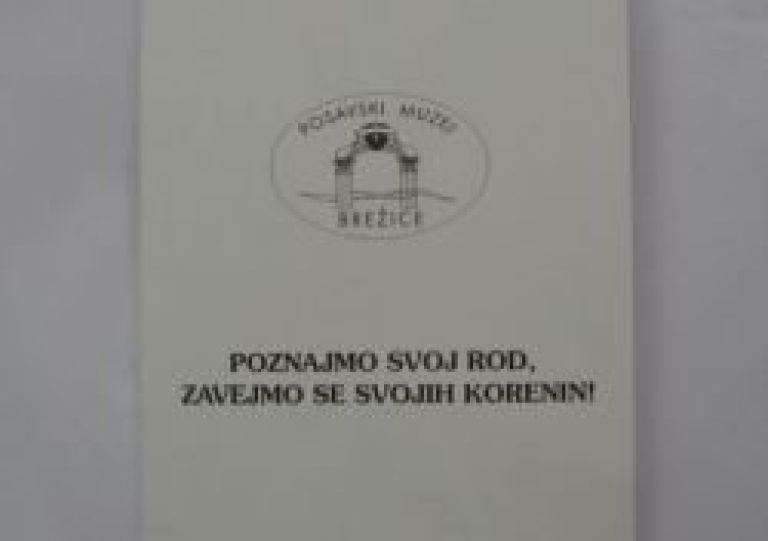 POSAVSKI MUZEJ
BREŽICE
POZNAJMO SVOJ ROD,
ZAVEJMO SE SVOJIH KORENIN!